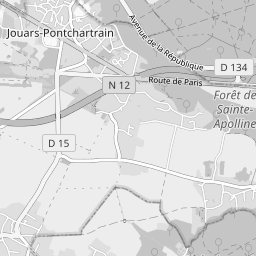 Jouars-Pontchartrain
Avenue de la République
D 134
N 12
Route de Paris
Forêt de
Sainte-
Apolline
D 15